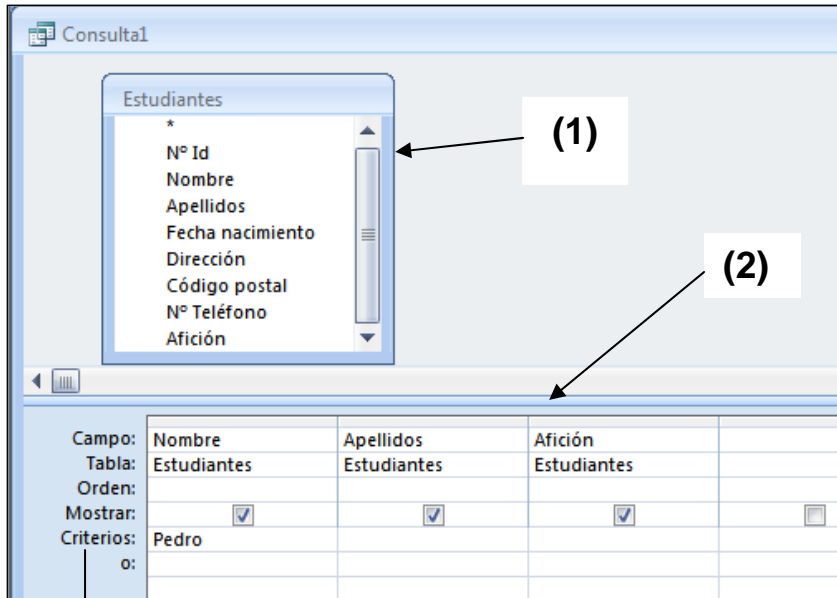 Consulta1
Estudiantes
*
Nº Id
Nombre
Apellidos
Fecha nacimiento
Dirección
Código postal
Nº Teléfono
Afición
(1)
(2)
Campo: Nombre Apellidos Afición
Tabla: Estudiantes Estudiantes Estudiantes
Orden:
Mostrar:
Criterios: Pedro
o: